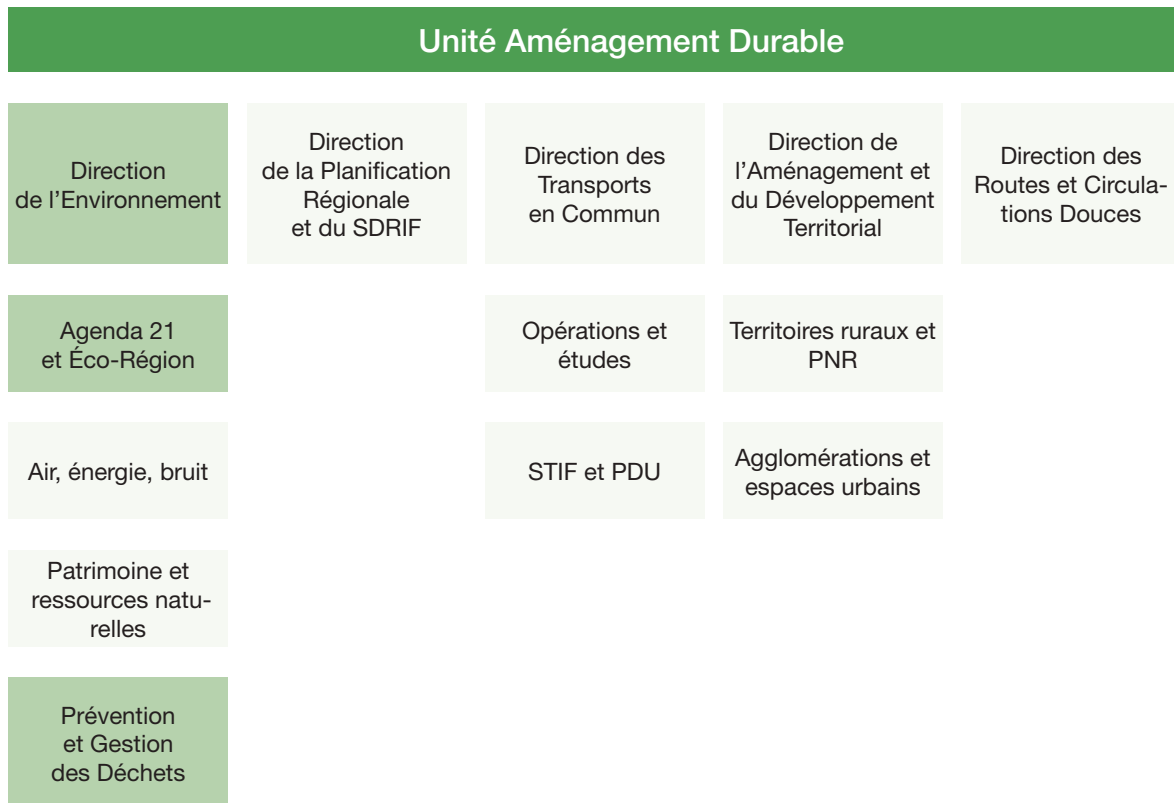 Unité Aménagement Durable
Direction
de l’Environnement
Direction
de la Planification
Régionale
et du SDRIF
Direction des
Transports
en Commun
Direction de
l’Aménagement et
du Développement
Territorial
Direction des
Routes et Circula-
tions Douces
Agenda 21
et Éco-Région
Opérations et
études
Territoires ruraux et
PNR
Air, énergie, bruit
STIF et PDU
Agglomérations et
espaces urbains
Patrimoine et
ressources natu-
relles
Prévention
et Gestion
des Déchets